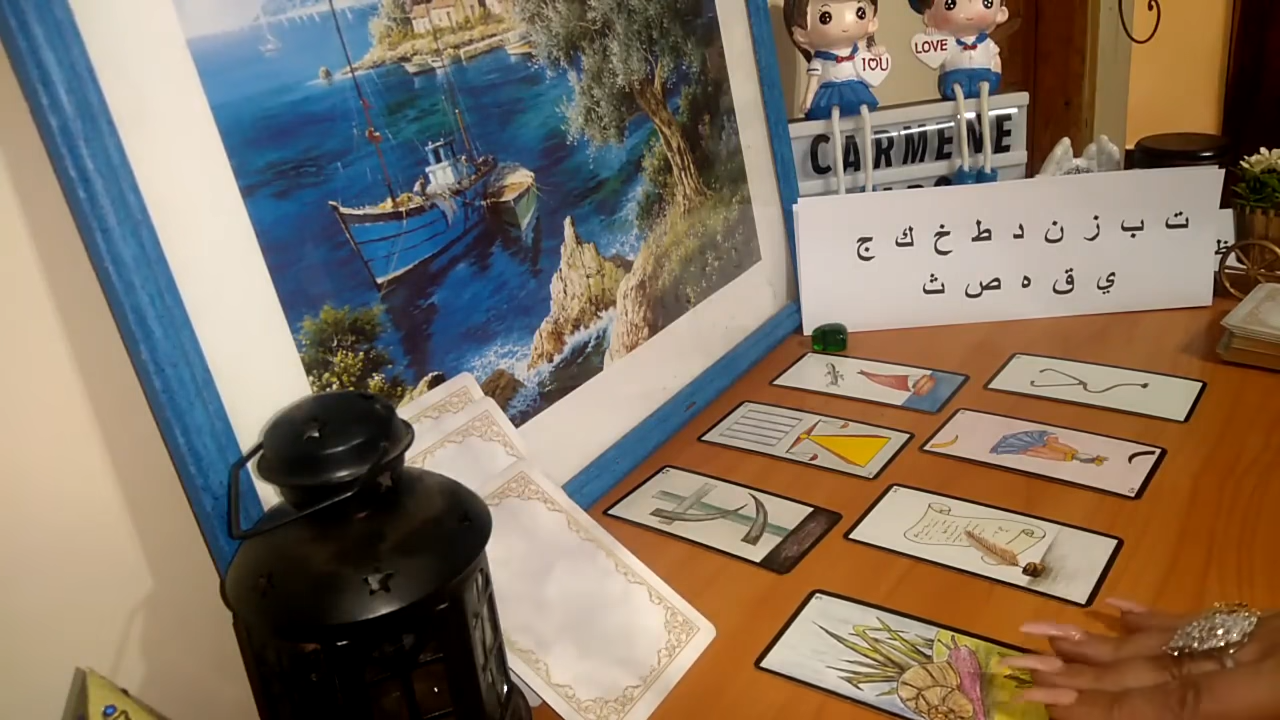 I O U
LOVE
CARMENE
ت ب ز ن د ط خ ك ج
ي ق ه ص ث